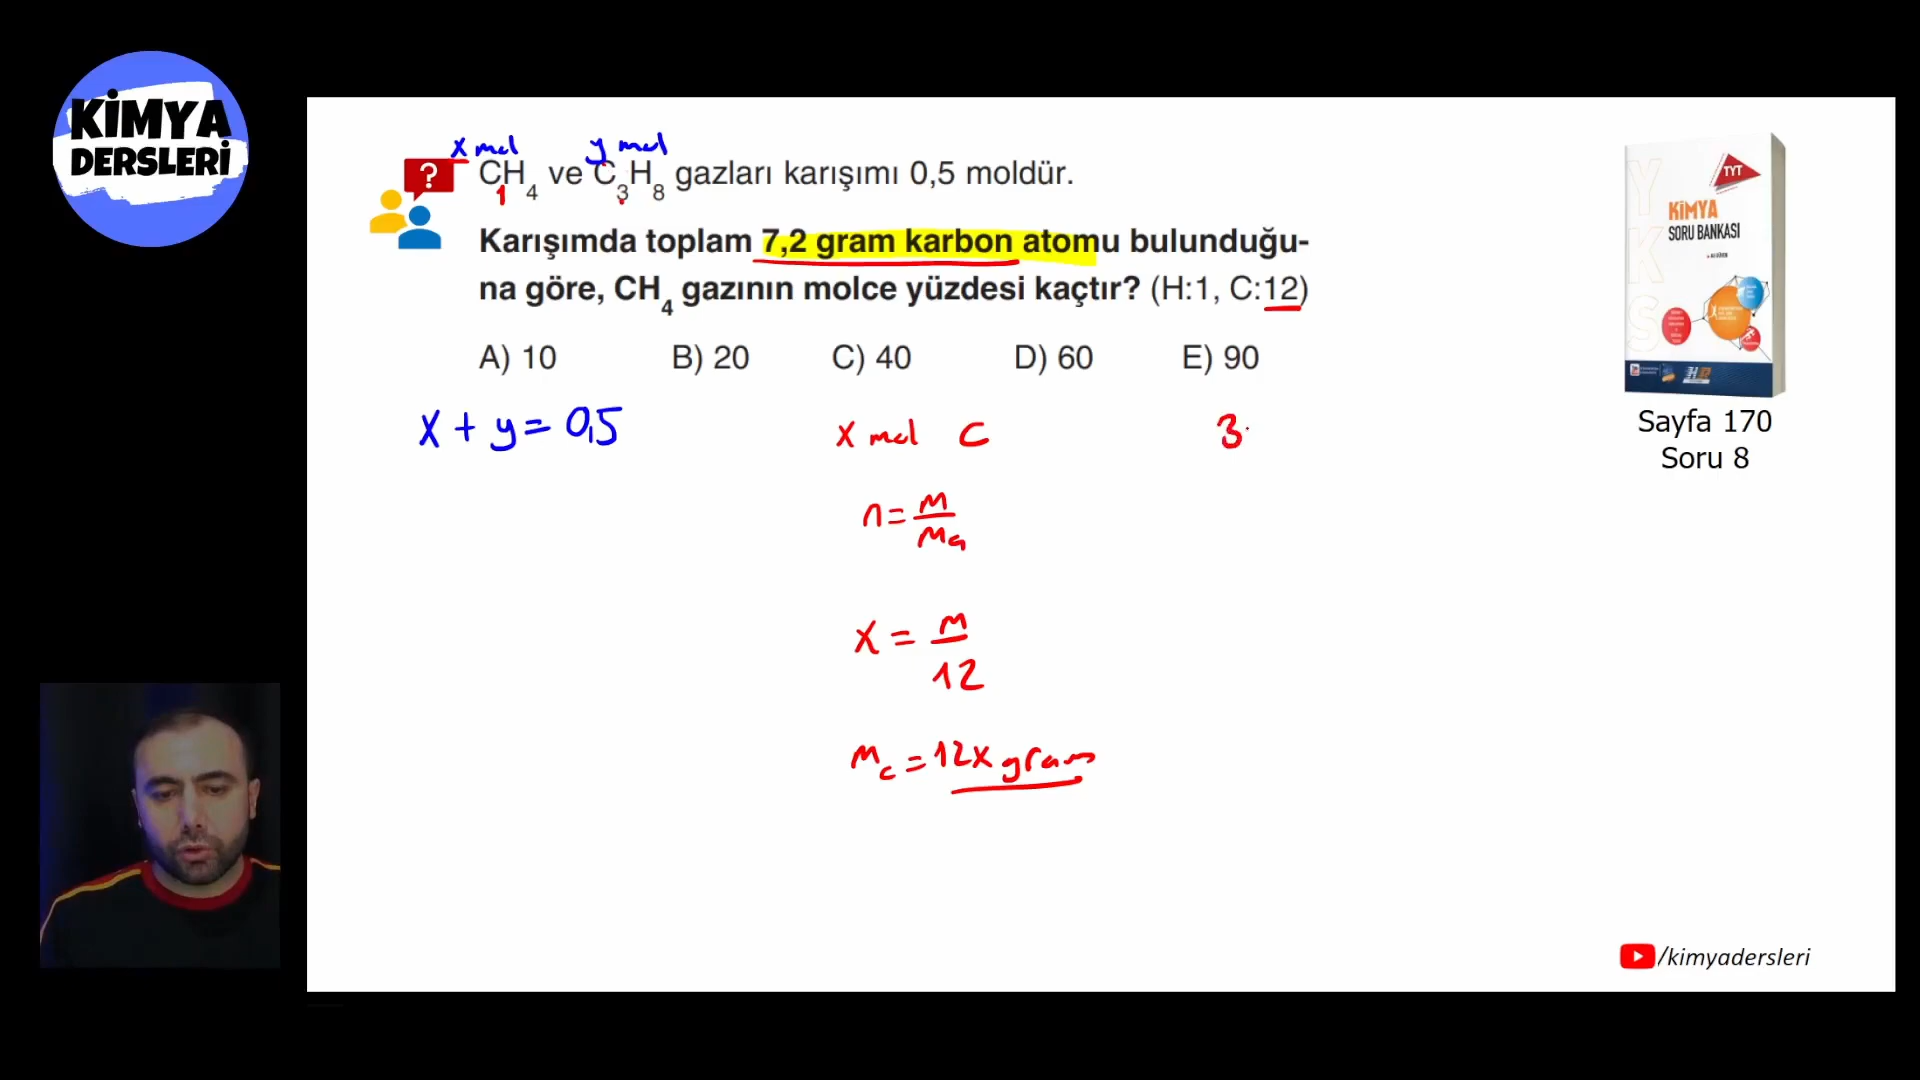 KİMYA
DERSLERİ
x mol y mol
?
CH4 ve C3H8 gazları karışımı 0,5 moldür.
1
Karışımda toplam 7,2 gram karbon atomu bulunduğu-
na göre, CH4 gazının molce yüzdesi kaçtır? (H:1, C:12)
A) 10 B) 20 C) 40 D) 60 E) 90
x + y = 0,5
x mol C
3
n = m/MA
x = m/12
mc = 12x gram
YKS
TYT
KİMYA
SORU BANKASI
Sayfa 170
Soru 8
/kimyadersleri